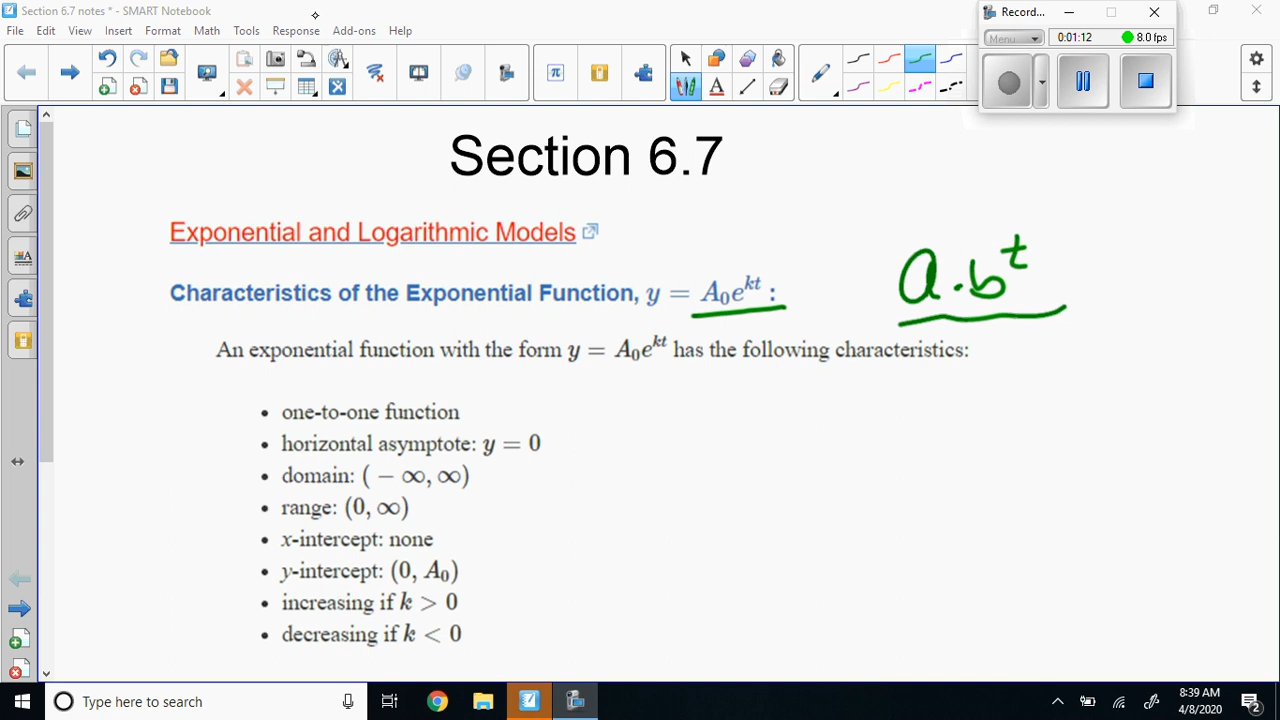 Section 6.7 notes * - SMART Notebook
File Edit View Insert Format Math Tools Response Add-ons Help
Record...
Menu 0:01:12 8.0 fps
Section 6.7
Exponential and Logarithmic Models
Characteristics of the Exponential Function, y = A₀eᵏᵗ :
a · bᵗ
An exponential function with the form y = A₀eᵏᵗ has the following characteristics:
• one-to-one function
• horizontal asymptote: y = 0
• domain: ( − ∞, ∞)
• range: (0, ∞)
• x-intercept: none
• y-intercept: (0, A₀)
• increasing if k > 0
• decreasing if k < 0
Type here to search
8:39 AM
4/8/2020
2